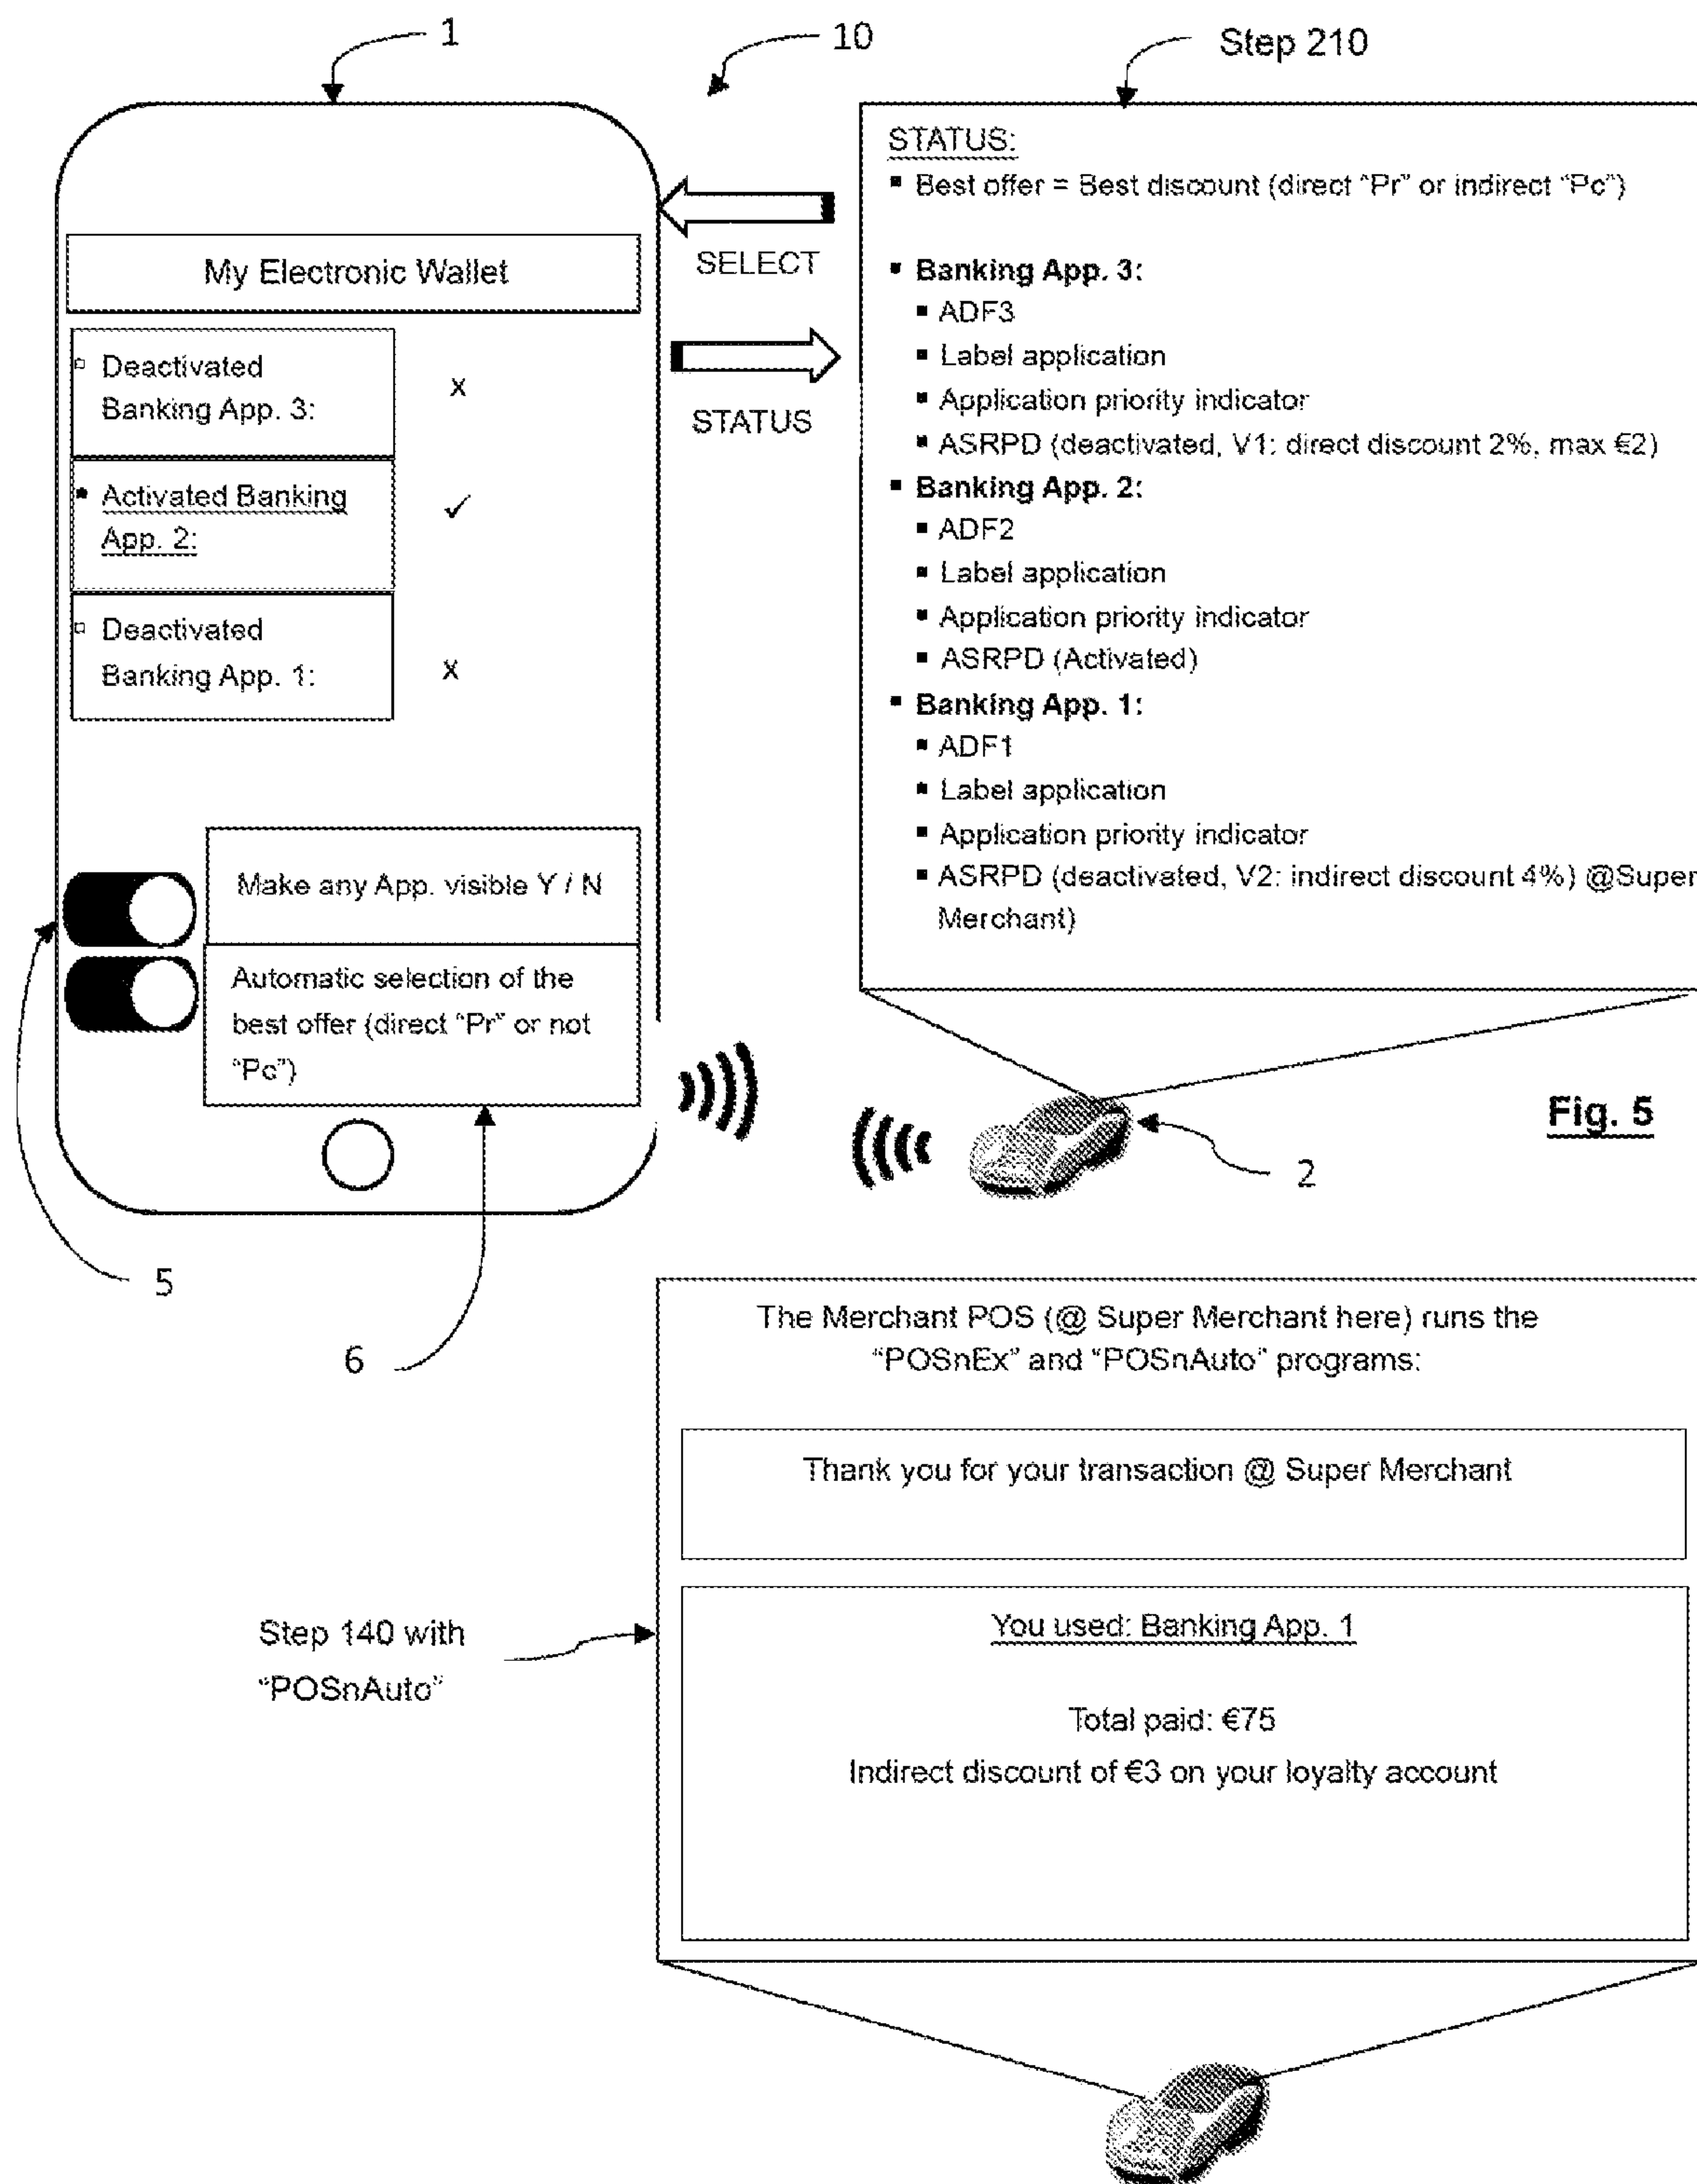 1
10
Step 210
My Electronic Wallet
▫ Deactivated
Banking App. 3:
x
▪ Activated Banking
App. 2:
✓
▫ Deactivated
Banking App. 1:
x
Make any App. visible Y / N
Automatic selection of the
best offer (direct "Pr" or not
"Pc")
5
6
SELECT
STATUS
STATUS:
▪ Best offer = Best discount (direct "Pr" or indirect "Pc")
▪ Banking App. 3:
▪ ADF3
▪ Label application
▪ Application priority indicator
▪ ASRPD (deactivated, V1: direct discount 2%, max €2)
▪ Banking App. 2:
▪ ADF2
▪ Label application
▪ Application priority indicator
▪ ASRPD (Activated)
▪ Banking App. 1:
▪ ADF1
▪ Label application
▪ Application priority indicator
▪ ASRPD (deactivated, V2: indirect discount 4%) @Super
Merchant)
Fig. 5
2
The Merchant POS (@ Super Merchant here) runs the
"POSnEx" and "POSnAuto" programs:
Thank you for your transaction @ Super Merchant
Step 140 with
"POSnAuto"
You used: Banking App. 1
Total paid: €75
Indirect discount of €3 on your loyalty account